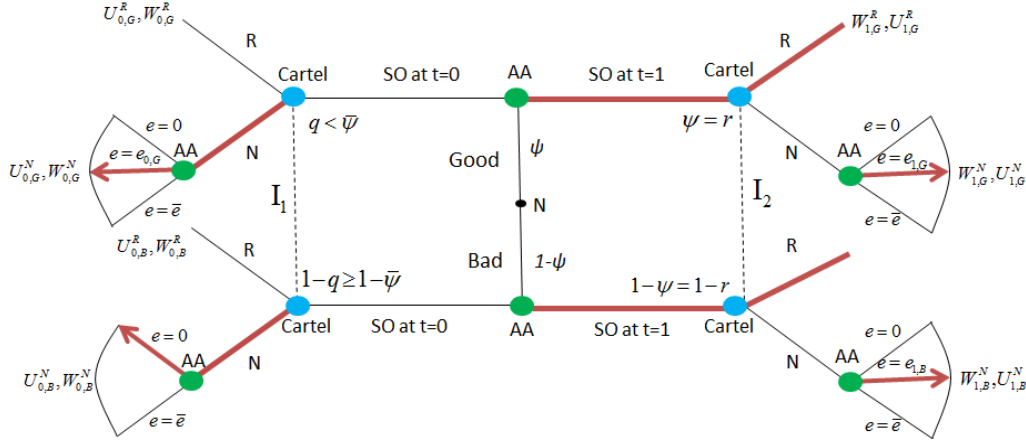 U^R_{0,G}, W^R_{0,G}
R
Cartel
SO at t=0
AA
SO at t=1
Cartel
R
W^R_{1,G}, U^R_{1,G}
q < ψ̄
ψ = r
e = 0
AA
N
e = e_{0,G}
U^N_{0,G}, W^N_{0,G}
e = ē
Good
ψ
N
AA
e = 0
e = e_{1,G}
W^N_{1,G}, U^N_{1,G}
e = ē
I_1
N
I_2
U^R_{0,B}, W^R_{0,B}
R
Bad
1-ψ
R
1 − q ≥ 1 − ψ̄
1 − ψ = 1 − r
Cartel
SO at t=0
AA
SO at t=1
Cartel
e = 0
AA
N
U^N_{0,B}, W^N_{0,B}
e = ē
N
AA
e = 0
e = e_{1,B}
W^N_{1,B}, U^N_{1,B}
e = ē